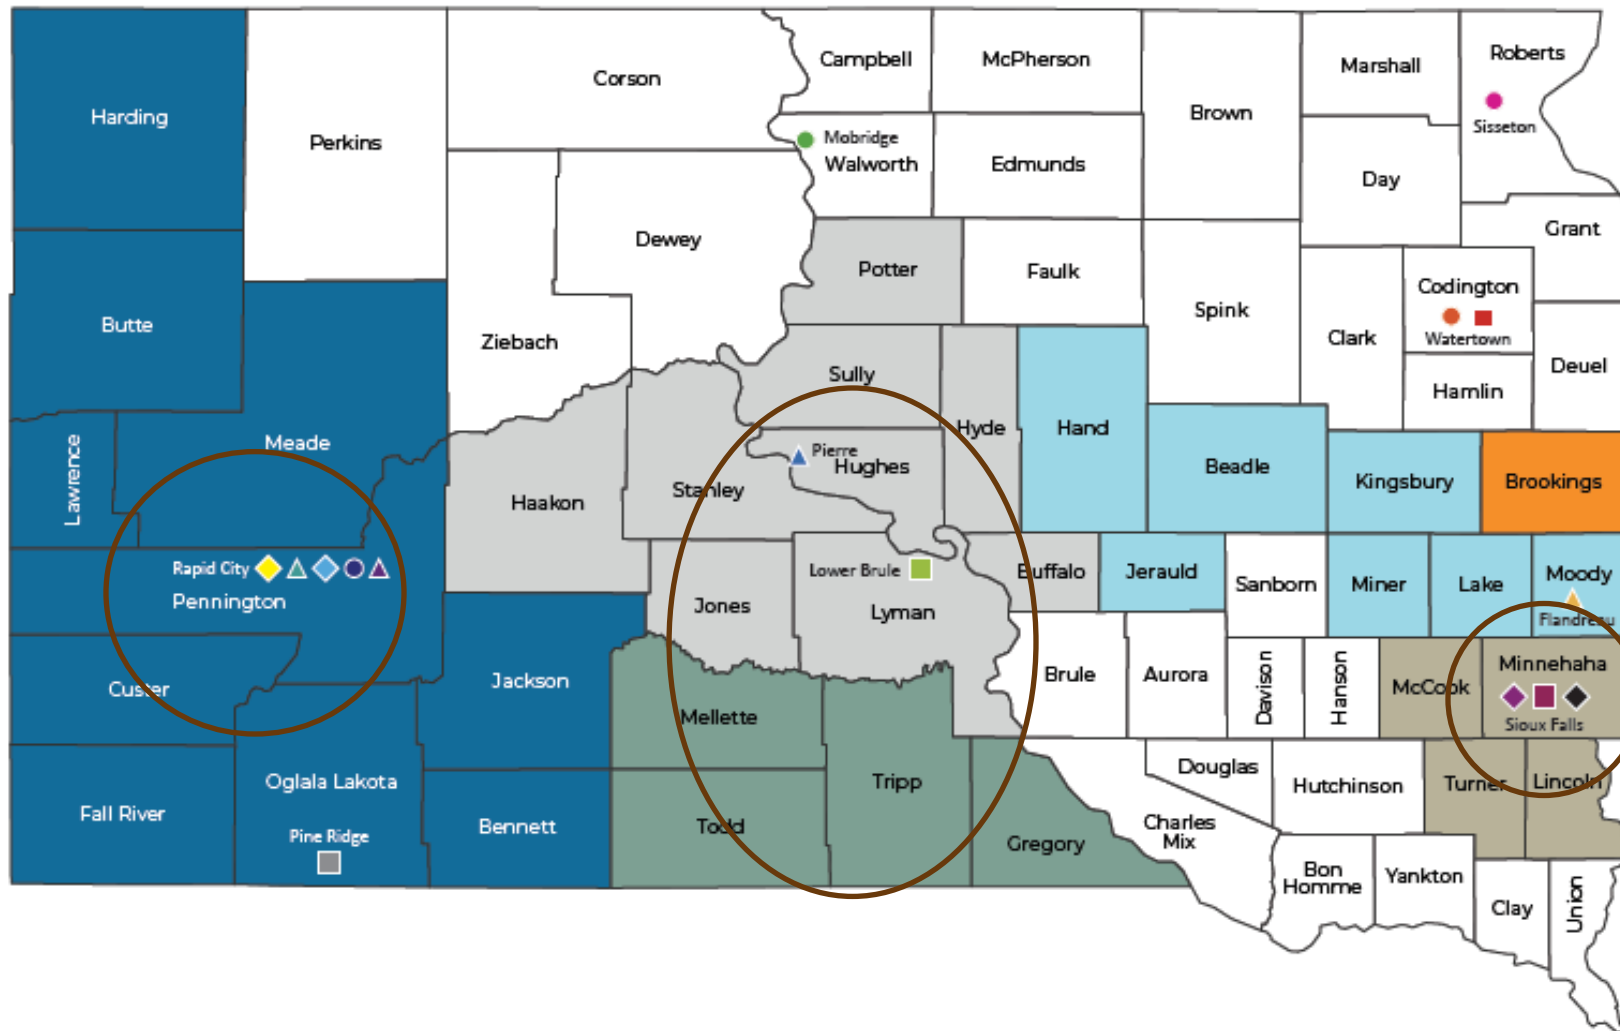 Harding
Perkins
Corson
Campbell
McPherson
Brown
Marshall
Roberts
Sisseton
Mobridge
Walworth
Edmunds
Day
Grant
Butte
Ziebach
Dewey
Potter
Faulk
Spink
Clark
Codington
Watertown
Hamlin
Deuel
Lawrence
Meade
Haakon
Stanley
Sully
Pierre
Hughes
Hyde
Hand
Beadle
Kingsbury
Brookings
Rapid City
Pennington
Custer
Jackson
Jones
Lower Brule
Lyman
Buffalo
Jerauld
Sanborn
Miner
Lake
Moody
Flandreau
Brule
Aurora
Davison
Hanson
McCook
Minnehaha
Sioux Falls
Fall River
Oglala Lakota
Pine Ridge
Bennett
Mellette
Todd
Tripp
Gregory
Charles
Mix
Douglas
Hutchinson
Turner
Lincoln
Bon
Homme
Yankton
Clay
Union